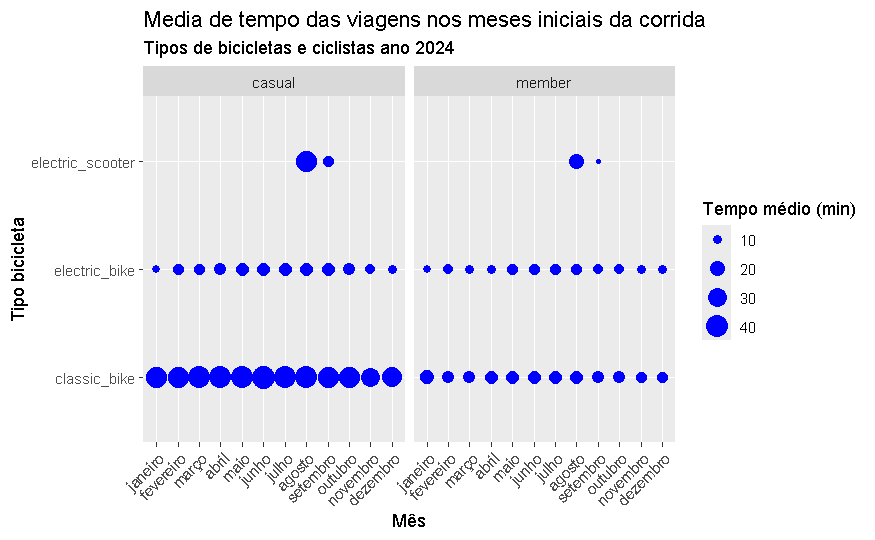 Media de tempo das viagens nos meses iniciais da corrida
Tipos de bicicletas e ciclistas ano 2024
casual
member
electric_scooter
electric_bike
classic_bike
Tipo bicicleta
janeiro
fevereiro
março
abril
maio
junho
julho
agosto
setembro
outubro
novembro
dezembro
janeiro
fevereiro
março
abril
maio
junho
julho
agosto
setembro
outubro
novembro
dezembro
Mês
Tempo médio (min)
10
20
30
40